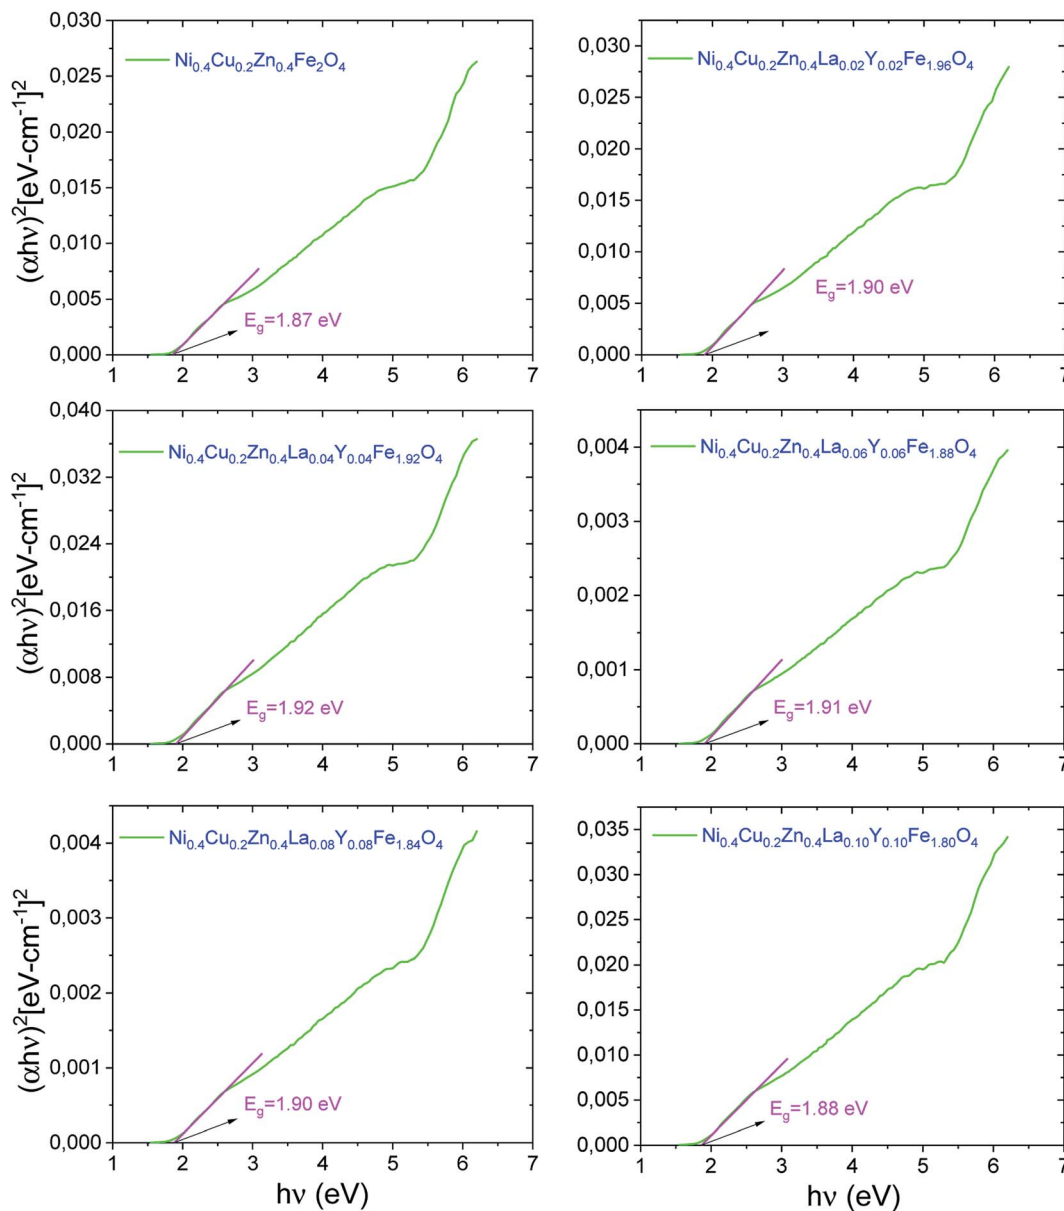 (αhν)²[eV-cm⁻¹]²
0,030
0,025
0,020
0,015
0,010
0,005
0,000
Ni₀.₄Cu₀.₂Zn₀.₄Fe₂O₄
E_g=1.87 eV
1 2 3 4 5 6 7
0,030
0,025
0,020
0,015
0,010
0,005
0,000
Ni₀.₄Cu₀.₂Zn₀.₄La₀.₀₂Y₀.₀₂Fe₁.₉₆O₄
E_g=1.90 eV
1 2 3 4 5 6 7
(αhν)²[eV-cm⁻¹]²
0,040
0,032
0,024
0,016
0,008
0,000
Ni₀.₄Cu₀.₂Zn₀.₄La₀.₀₄Y₀.₀₄Fe₁.₉₂O₄
E_g=1.92 eV
1 2 3 4 5 6 7
0,004
0,003
0,002
0,001
0,000
Ni₀.₄Cu₀.₂Zn₀.₄La₀.₀₆Y₀.₀₆Fe₁.₈₈O₄
E_g=1.91 eV
1 2 3 4 5 6 7
(αhν)²[eV-cm⁻¹]²
0,004
0,003
0,002
0,001
0,000
Ni₀.₄Cu₀.₂Zn₀.₄La₀.₀₈Y₀.₀₈Fe₁.₈₄O₄
E_g=1.90 eV
1 2 3 4 5 6 7
hν (eV)
0,035
0,030
0,025
0,020
0,015
0,010
0,005
0,000
Ni₀.₄Cu₀.₂Zn₀.₄La₀.₁₀Y₀.₁₀Fe₁.₈₀O₄
E_g=1.88 eV
1 2 3 4 5 6 7
hν (eV)